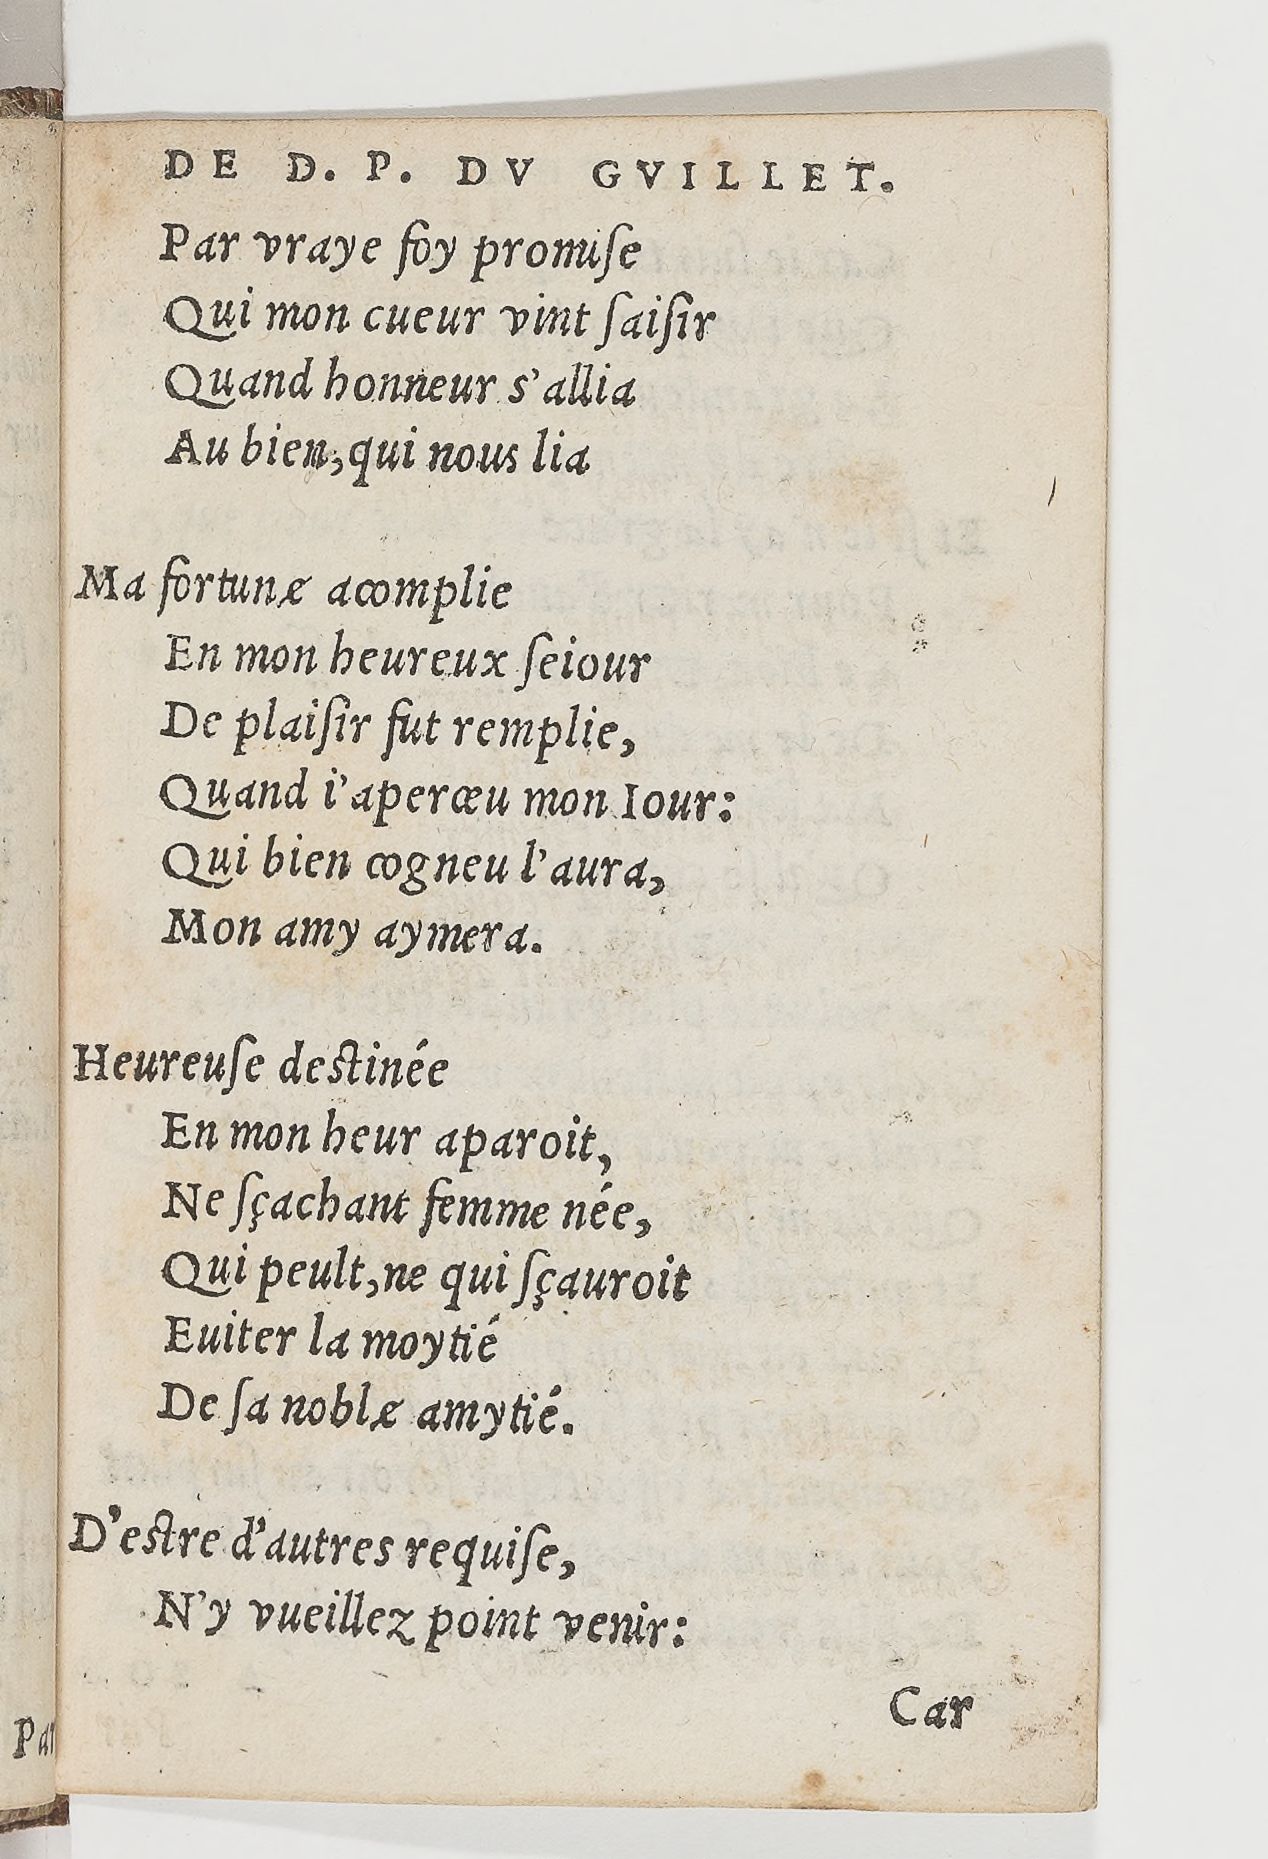 DE D. P. DV GVILLET.
Par vraye foy promiſe
Qui mon cueur vint ſaiſir
Quand honneur s'allia
Au bien, qui nous lia
Ma fortune acomplie
En mon heureux ſeiour
De plaiſir fut remplie,
Quand i'aperceu mon Iour:
Qui bien cogneu l'aura,
Mon amy aymera.
Heureuſe destinée
En mon heur aparoit,
Ne ſçachant femme née,
Qui peult, ne qui ſçauroit
Euiter la moytié
De ſa noble amytié.
D'estre d'autres requiſe,
N'y vueillez point venir:
Car